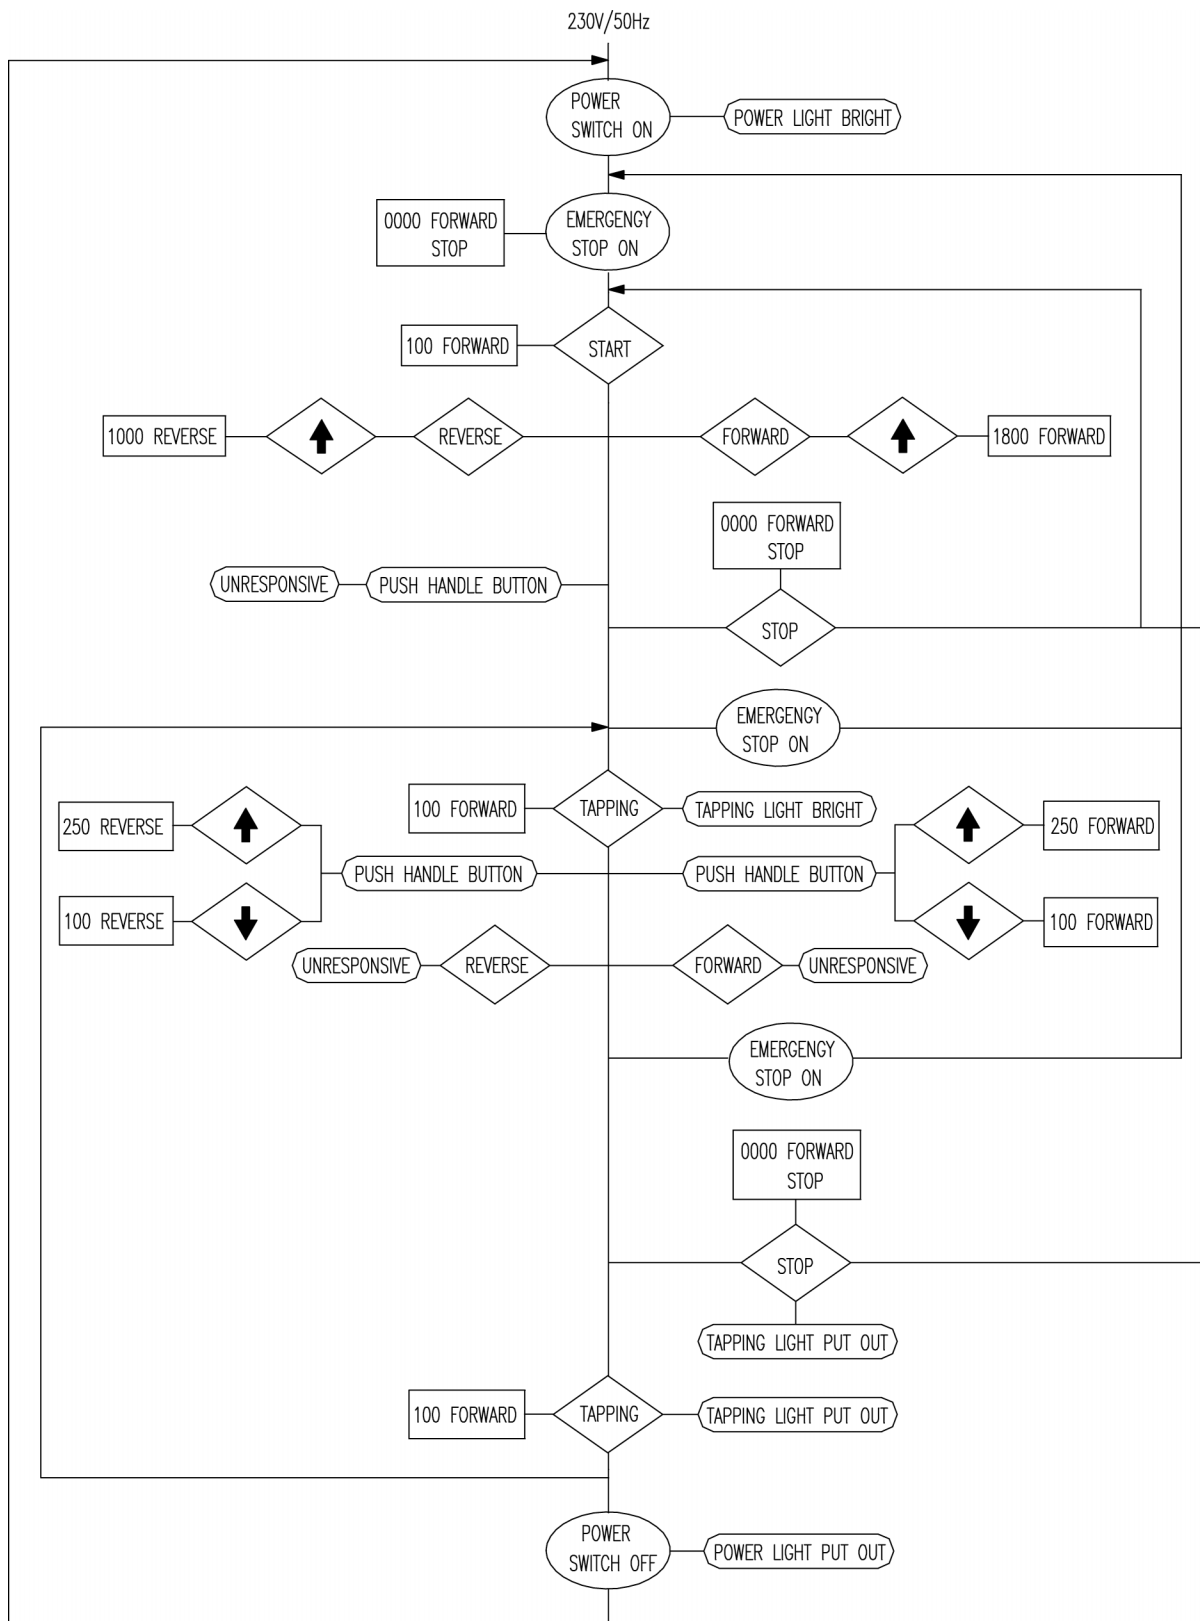 230V/50Hz
POWER
SWITCH ON
POWER LIGHT BRIGHT
0000 FORWARD
STOP
EMERGENCY
STOP ON
100 FORWARD
START
1000 REVERSE
REVERSE
FORWARD
1800 FORWARD
0000 FORWARD
STOP
UNRESPONSIVE
PUSH HANDLE BUTTON
STOP
EMERGENCY
STOP ON
100 FORWARD
TAPPING
TAPPING LIGHT BRIGHT
250 REVERSE
250 FORWARD
PUSH HANDLE BUTTON
PUSH HANDLE BUTTON
100 REVERSE
100 FORWARD
UNRESPONSIVE
REVERSE
FORWARD
UNRESPONSIVE
EMERGENCY
STOP ON
0000 FORWARD
STOP
STOP
TAPPING LIGHT PUT OUT
100 FORWARD
TAPPING
TAPPING LIGHT PUT OUT
POWER
SWITCH OFF
POWER LIGHT PUT OUT